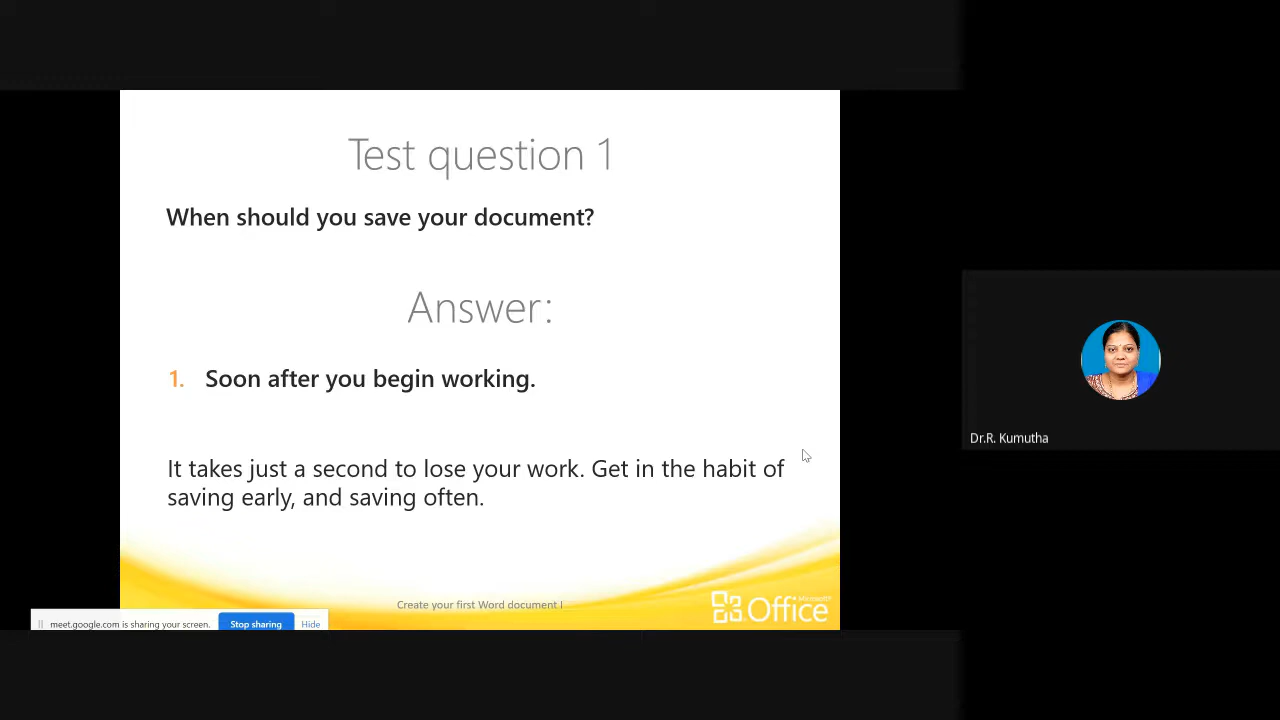 Test question 1
When should you save your document?
Answer:
1. Soon after you begin working.
It takes just a second to lose your work. Get in the habit of
saving early, and saving often.
Create your first Word document I
Microsoft
Office
meet.google.com is sharing your screen. Stop sharing Hide
Dr.R. Kumutha